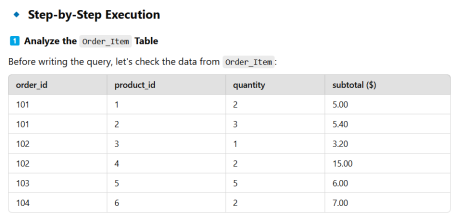 Step-by-Step Execution
1 Analyze the Order_Item Table
Before writing the query, let's check the data from Order_Item:
order_id product_id quantity subtotal ($)
101 1 2 5.00
101 2 3 5.40
102 3 1 3.20
102 4 2 15.00
103 5 5 6.00
104 6 2 7.00